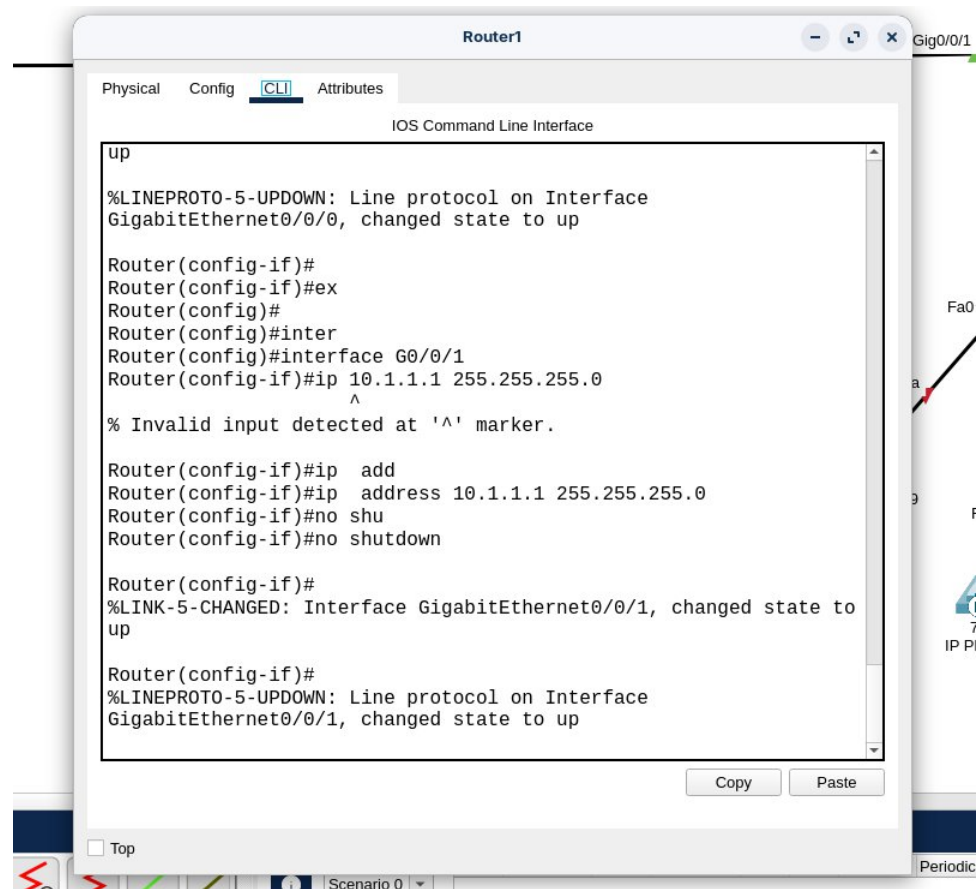 Router1
Gig0/0/1
Physical Config CLI Attributes
IOS Command Line Interface
up
%LINEPROTO-5-UPDOWN: Line protocol on Interface
GigabitEthernet0/0/0, changed state to up
Router(config-if)#
Router(config-if)#ex
Router(config)#
Router(config)#inter
Router(config)#interface G0/0/1
Router(config-if)#ip 10.1.1.1 255.255.255.0
^
% Invalid input detected at '^' marker.
Router(config-if)#ip  add
Router(config-if)#ip  address 10.1.1.1 255.255.255.0
Router(config-if)#no shu
Router(config-if)#no shutdown
Router(config-if)#
%LINK-5-CHANGED: Interface GigabitEthernet0/0/1, changed state to
up
Router(config-if)#
%LINEPROTO-5-UPDOWN: Line protocol on Interface
GigabitEthernet0/0/1, changed state to up
Fa0
IP
Copy Paste
Top
Scenario 0
Periodic